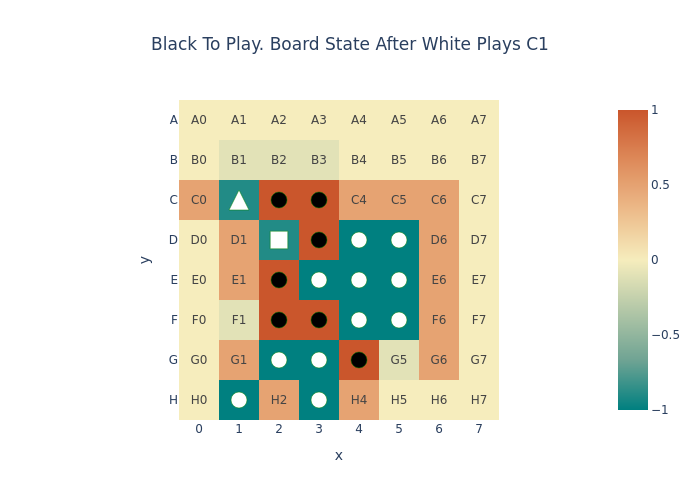 Black To Play. Board State After White Plays C1
A A0 A1 A2 A3 A4 A5 A6 A7
B B0 B1 B2 B3 B4 B5 B6 B7
C C0 C4 C5 C6 C7
D D0 D1 D6 D7
E E0 E1 E6 E7
F F0 F1 F6 F7
G G0 G1 G5 G6 G7
H H0 H2 H4 H5 H6 H7
0 1 2 3 4 5 6 7
x
y
1
0.5
0
−0.5
−1